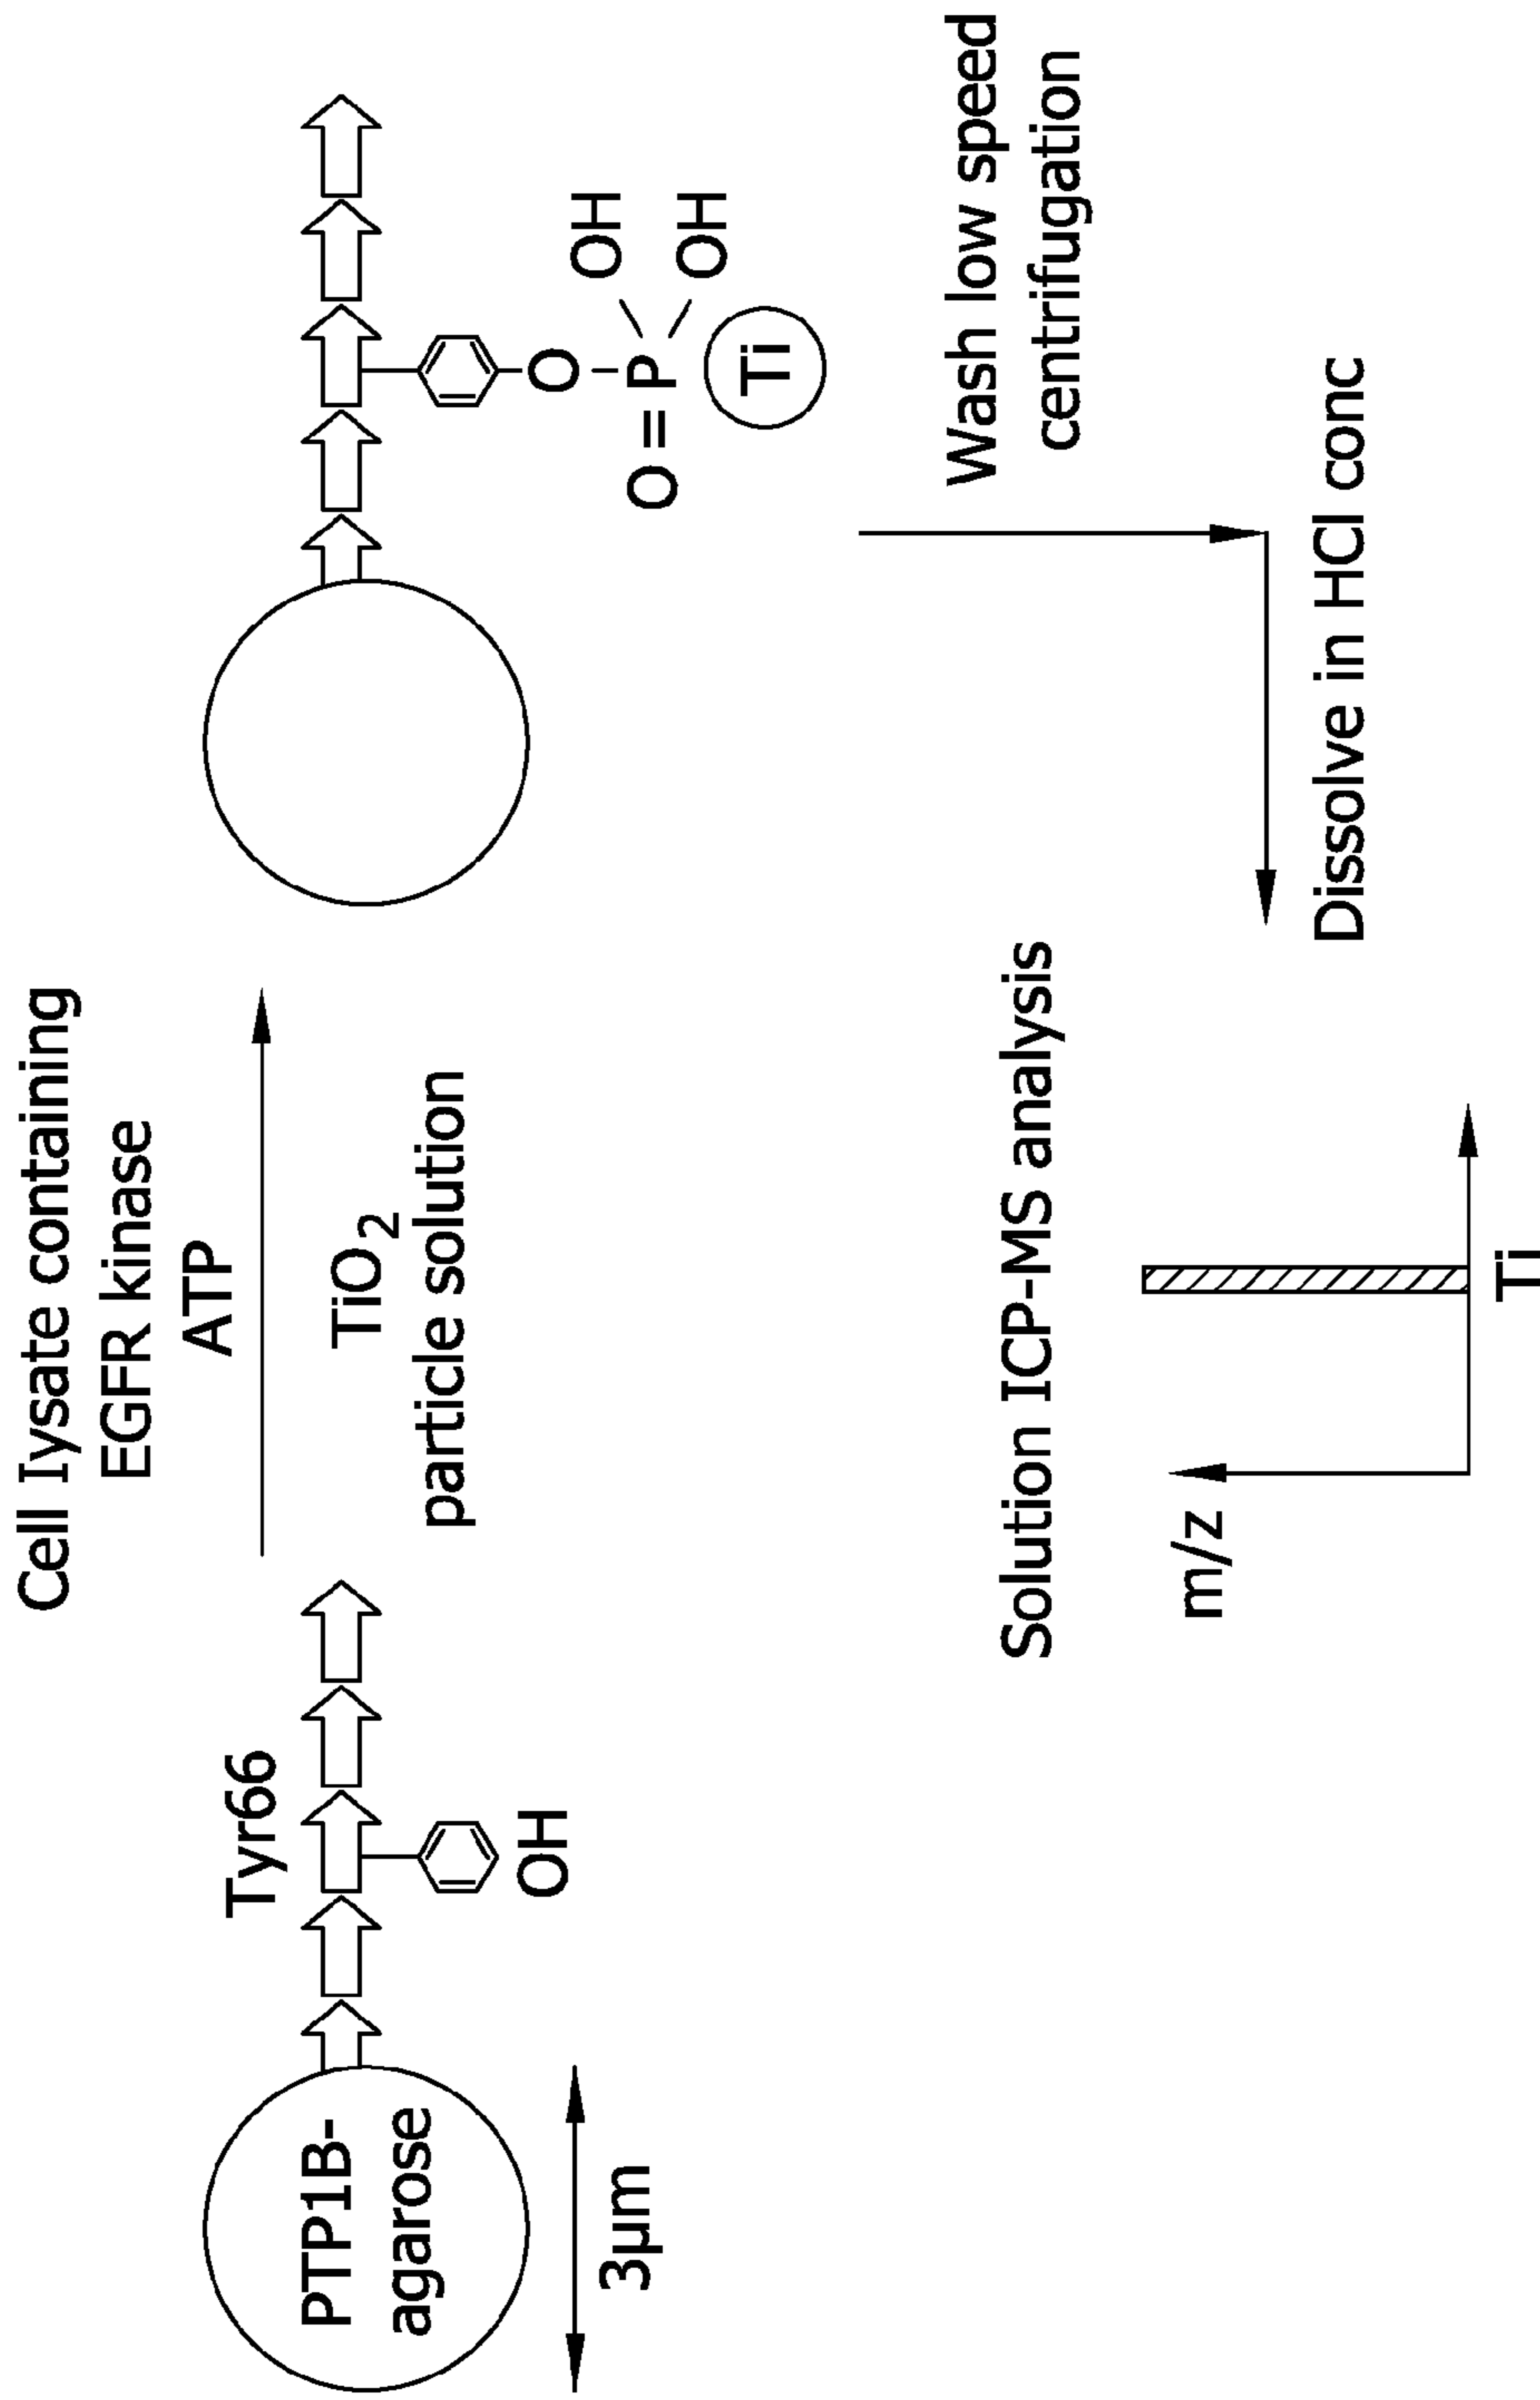 Cell lysate containing
EGFR kinase
ATP
TiO2
particle solution
Tyr66
OH
PTP1B-
agarose
3µm
O
O=P
OH
OH
Ti
Wash low speed
centrifugation
Dissolve in HCl conc
Solution ICP-MS analysis
m/z
Ti